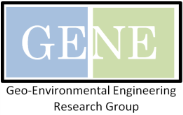 GENE
Geo-Environmental Engineering
Research Group